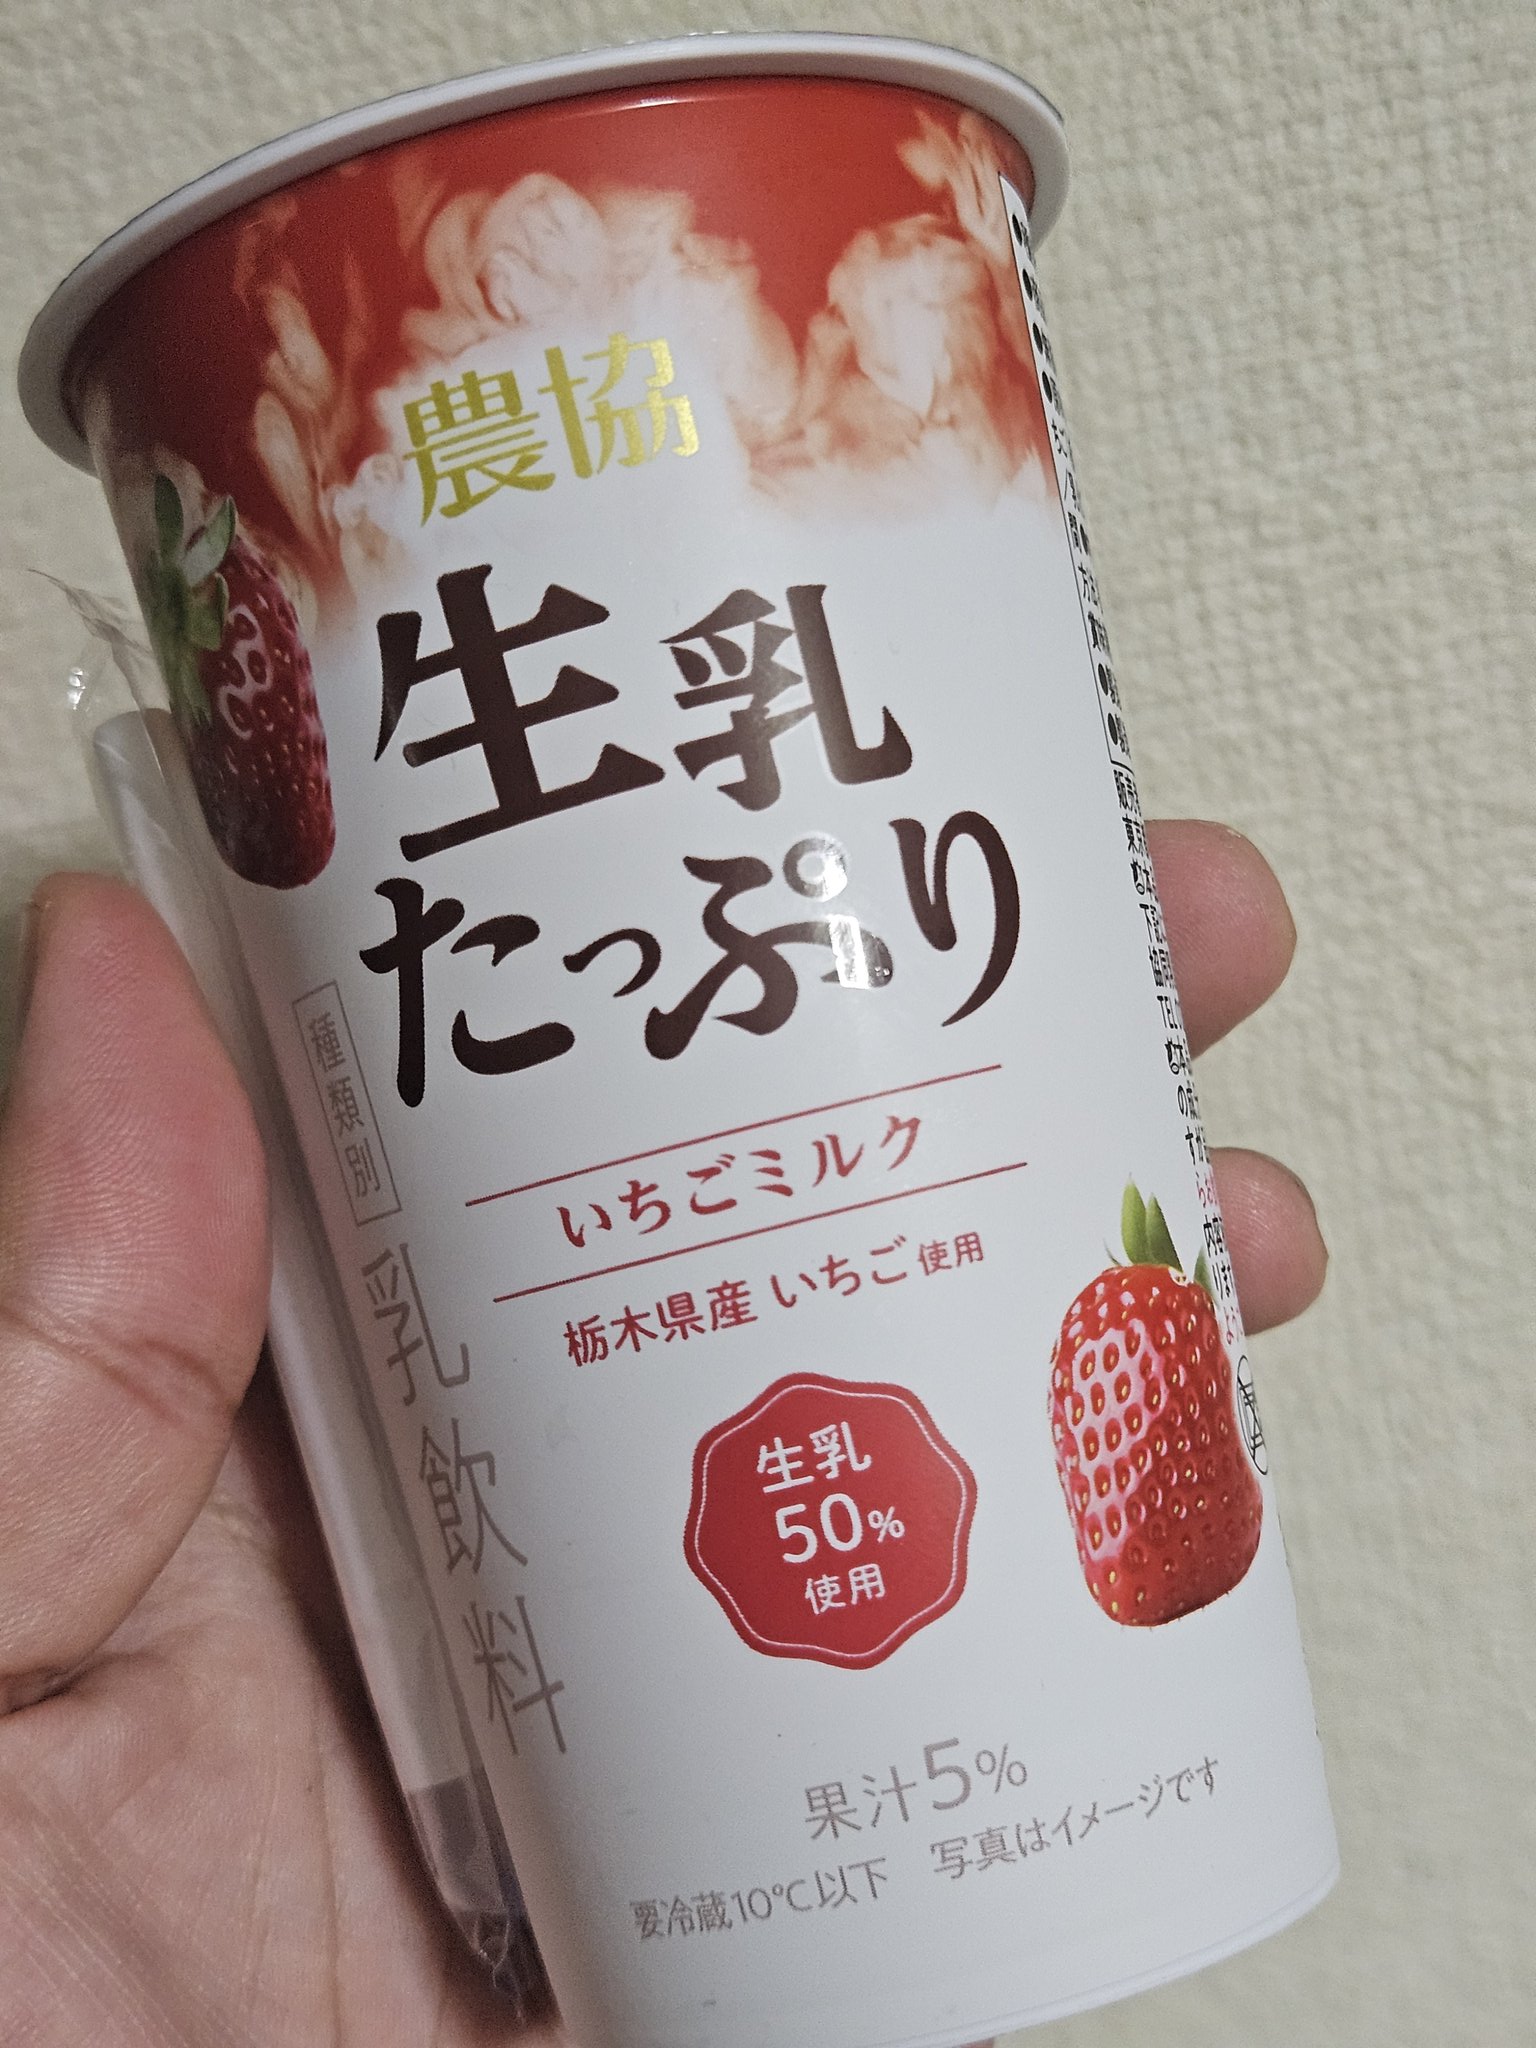 農協
生乳
たっぷり
種類別 乳飲料
いちごミルク
栃木県産 いちご使用
生乳
50%
使用
果汁5%
要冷蔵10℃以下 写真はイメージです
TEL